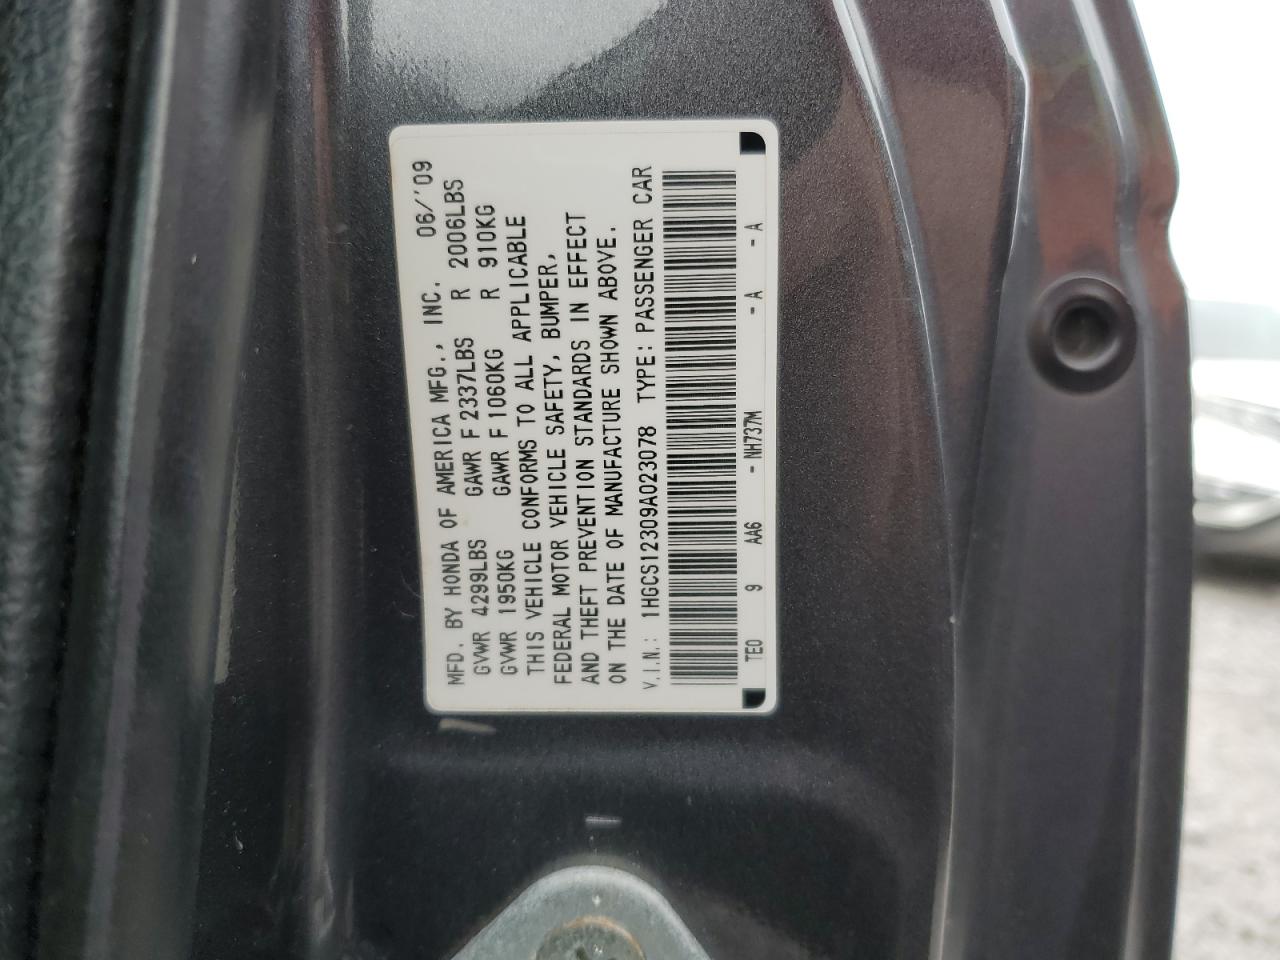 MFD. BY HONDA OF AMERICA MFG., INC. 06/'09
GVWR 4299LBS GAWR F 2337LBS R 2006LBS
GVWR 1950KG GAWR F 1060KG R 910KG
THIS VEHICLE CONFORMS TO ALL APPLICABLE
FEDERAL MOTOR VEHICLE SAFETY, BUMPER,
AND THEFT PREVENTION STANDARDS IN EFFECT
ON THE DATE OF MANUFACTURE SHOWN ABOVE.
V.I.N.: 1HGCS12309A023078 TYPE: PASSENGER CAR
TE0 9 AA6 - NH737M - A - A